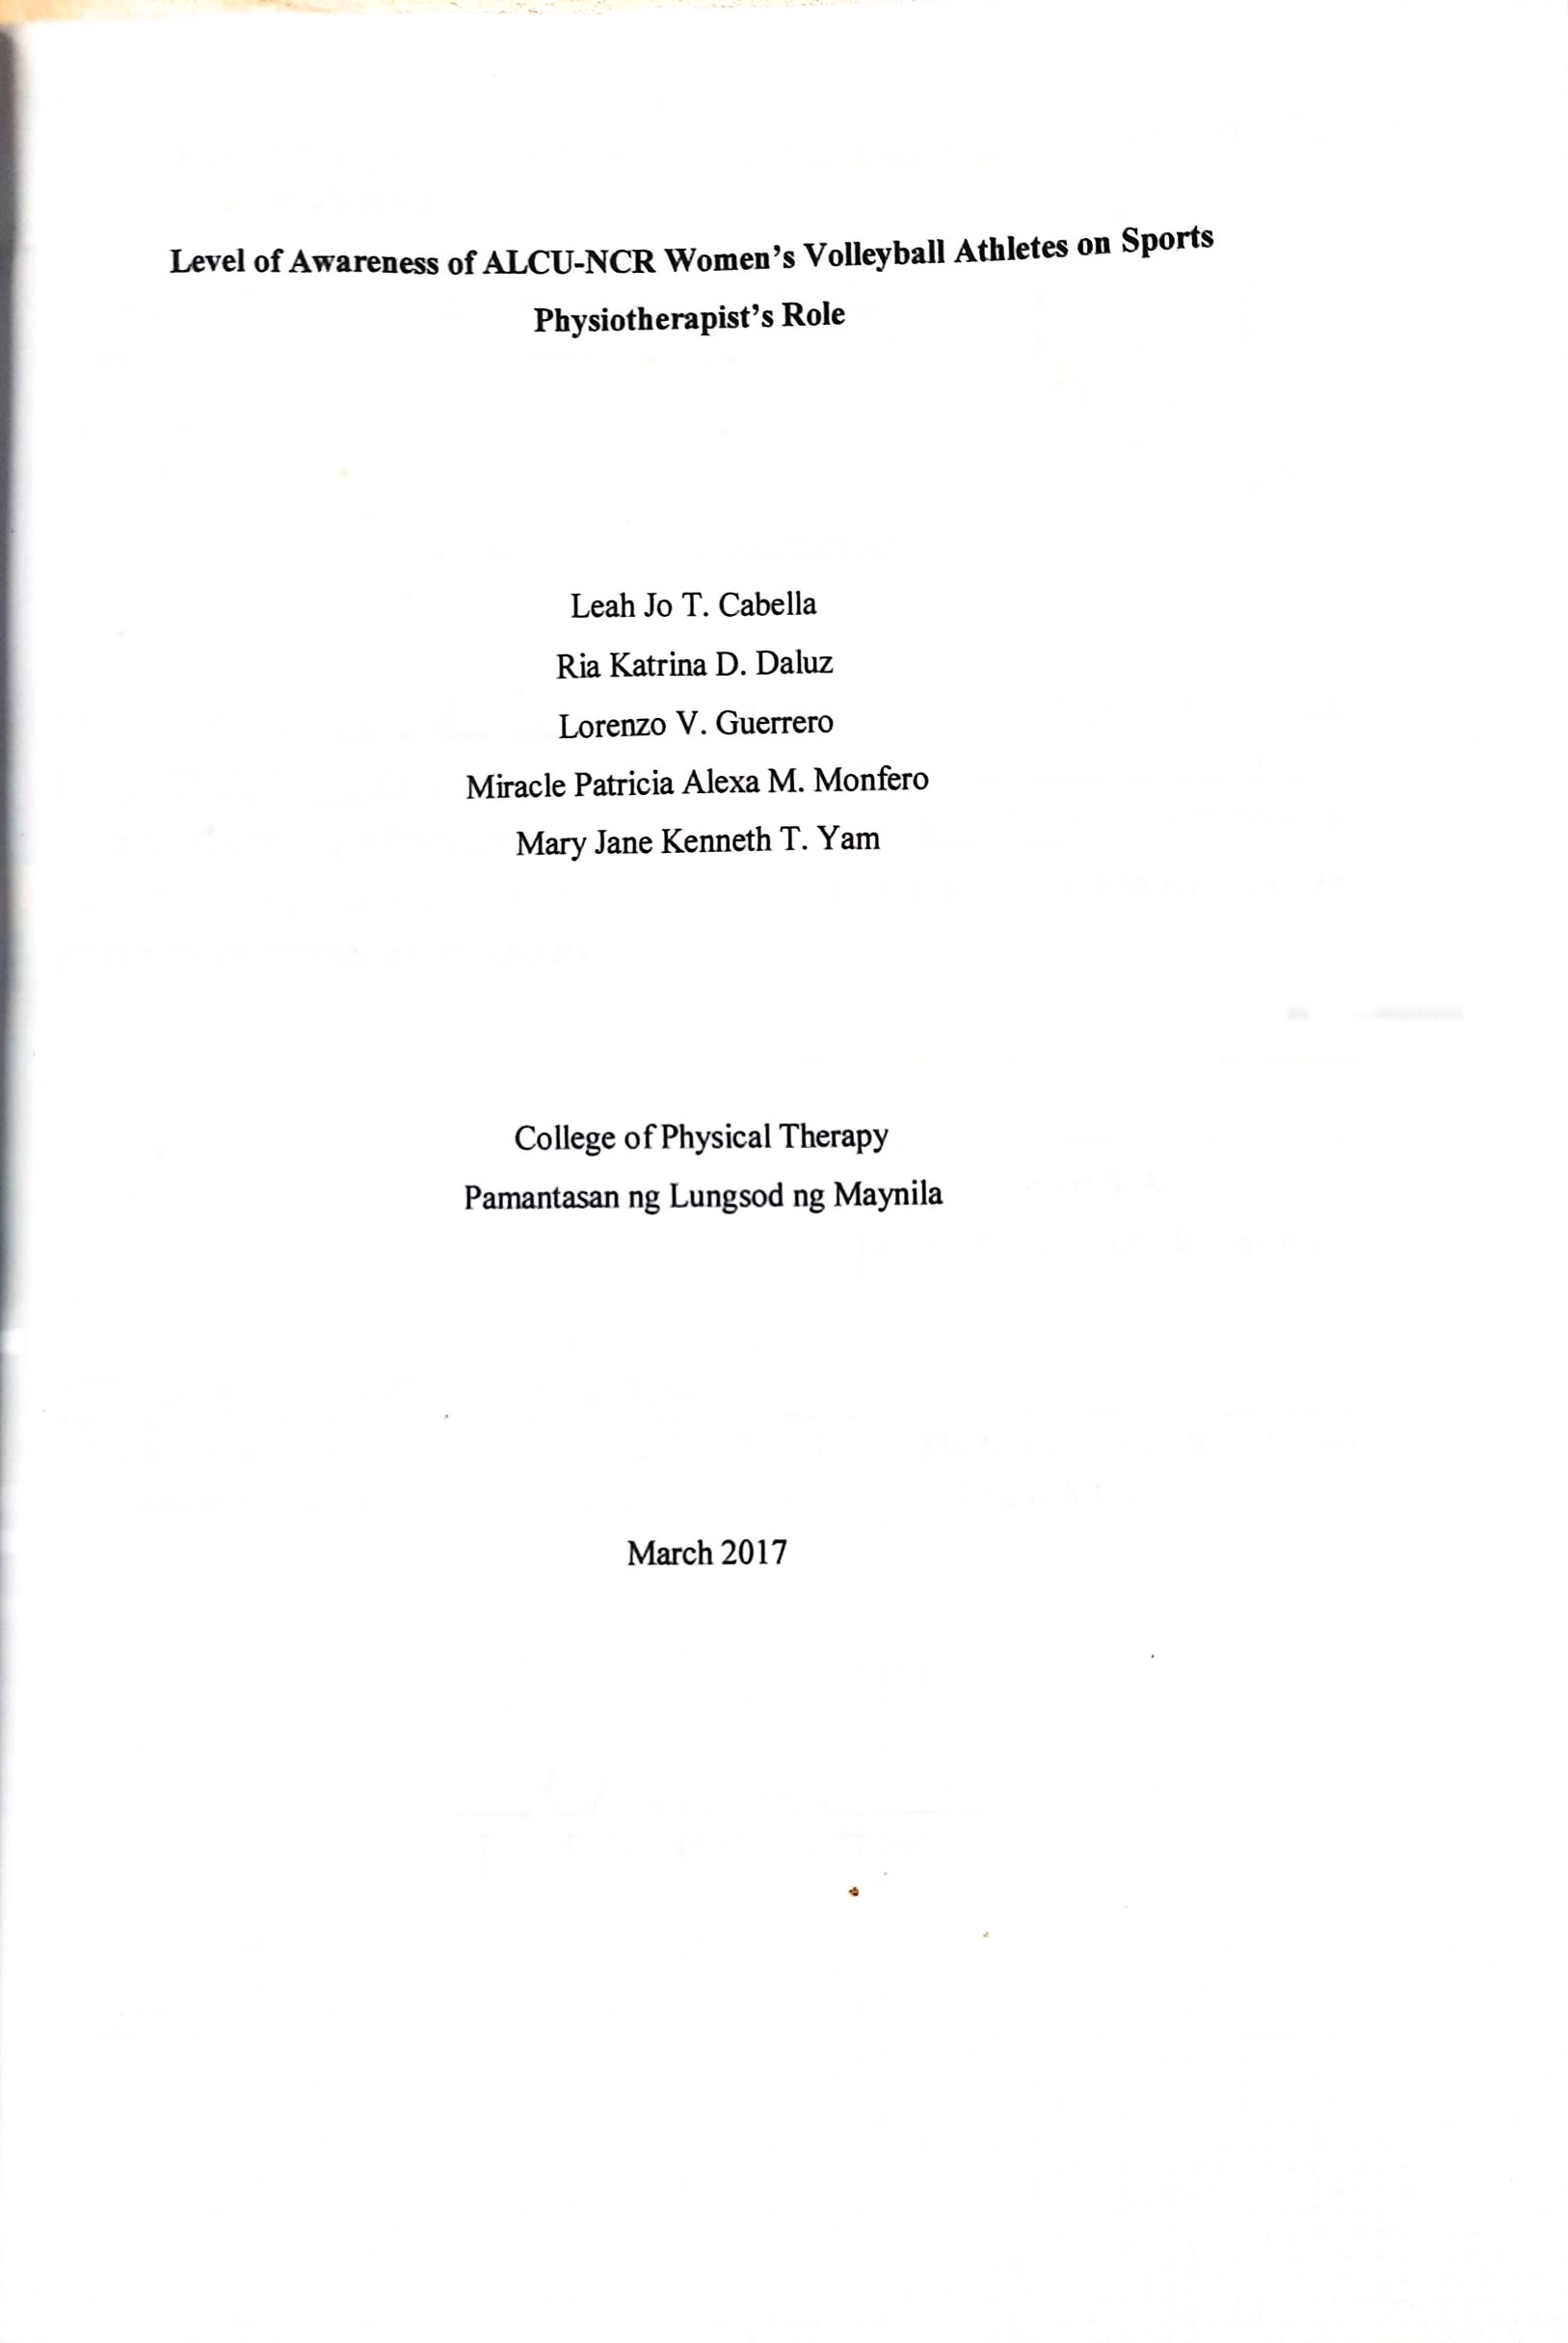 Level of Awareness of ALCU-NCR Women's Volleyball Athletes on Sports
Physiotherapist's Role
Leah Jo T. Cabella
Ria Katrina D. Daluz
Lorenzo V. Guerrero
Miracle Patricia Alexa M. Monfero
Mary Jane Kenneth T. Yam
College of Physical Therapy
Pamantasan ng Lungsod ng Maynila
March 2017